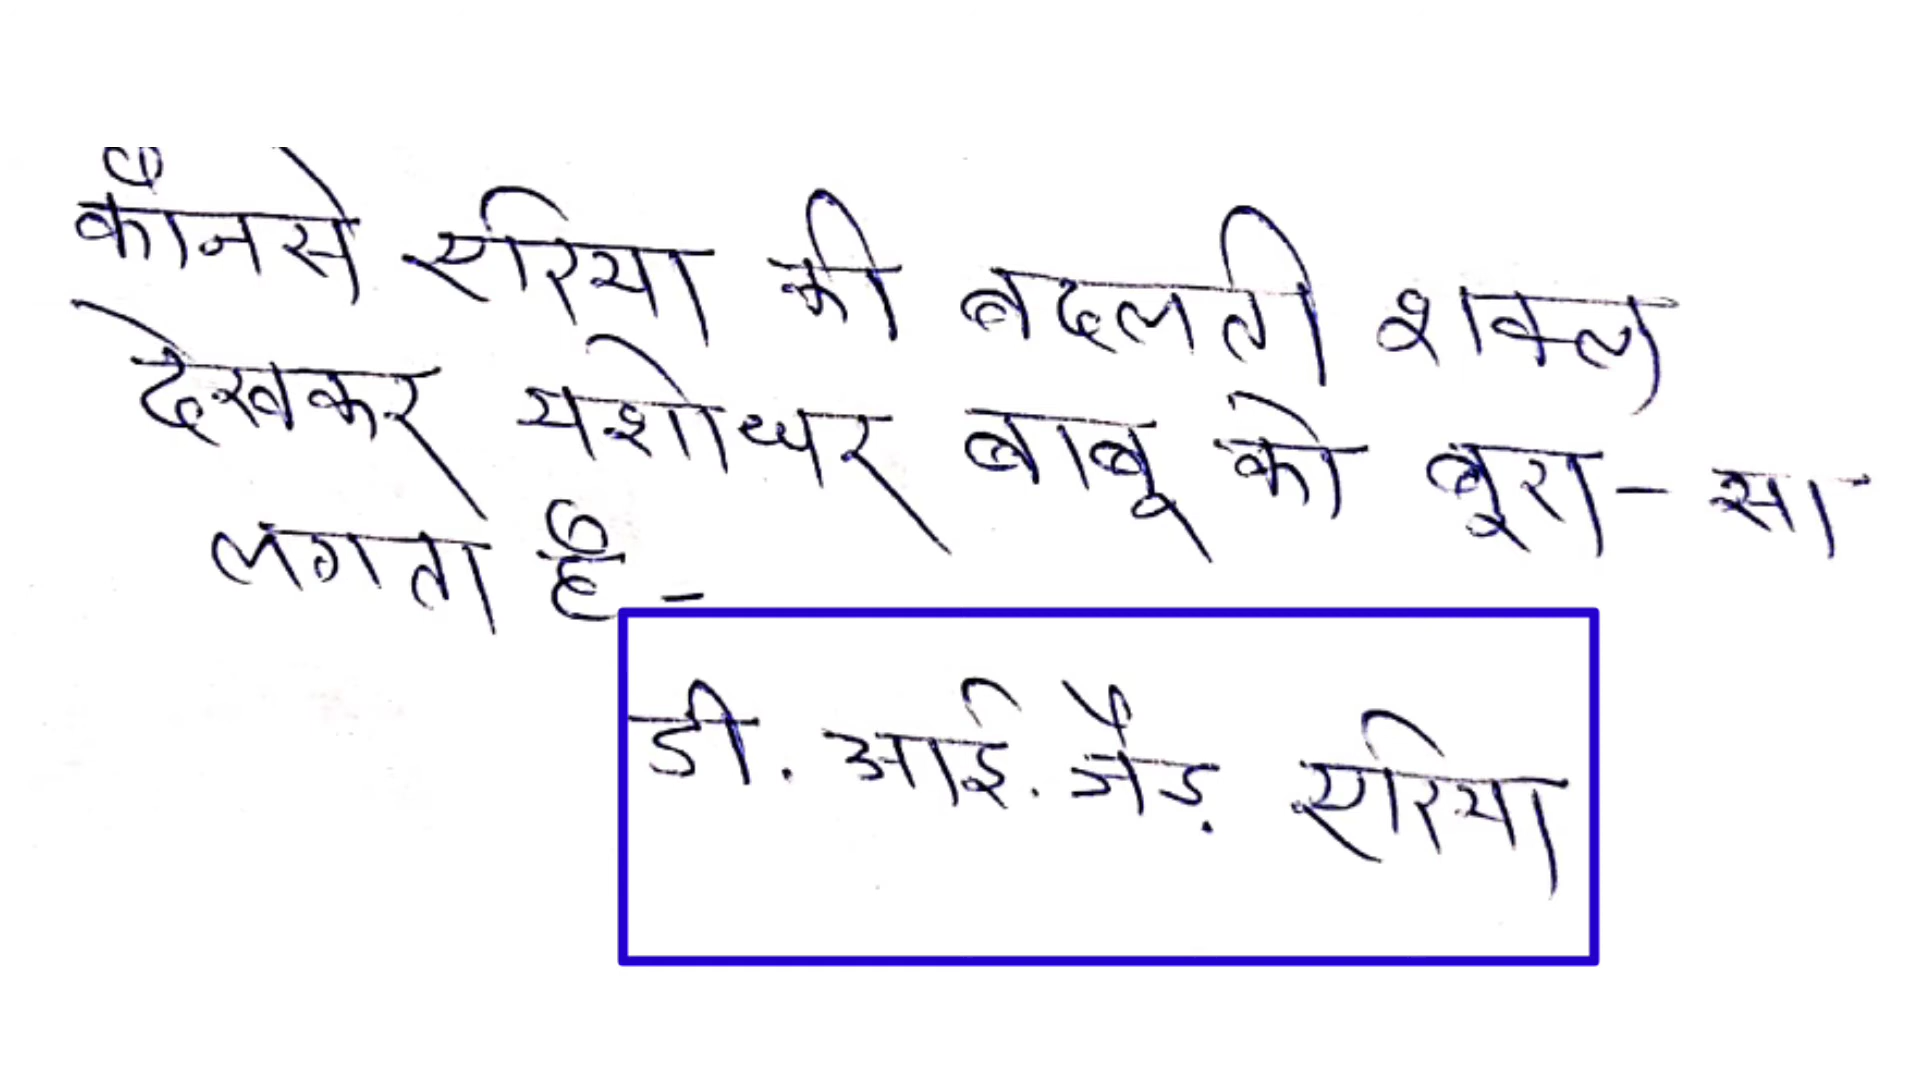 कौनसे एरिया की बदलती शक्ल
देखकर यशोधर बाबू को बूरा - सा
लगता है -
डी. आई. जैड़ एरिया